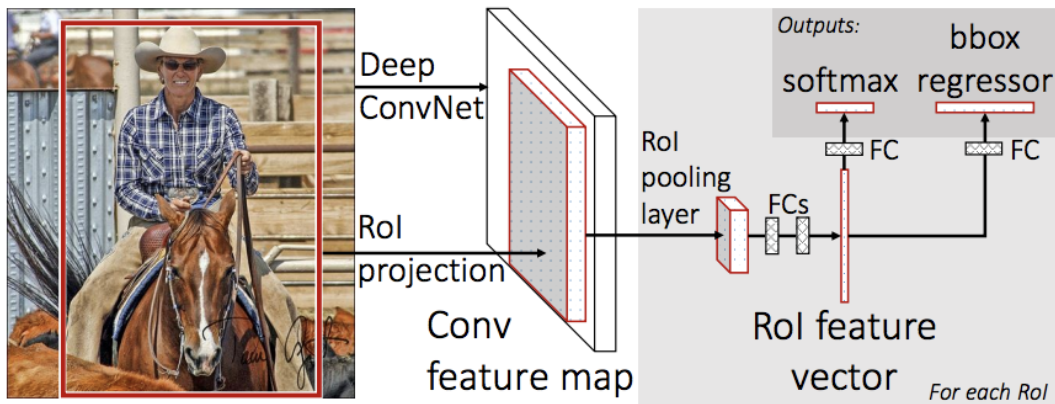 Deep
ConvNet
RoI
projection
Conv
feature map
RoI
pooling
layer
FCs
Outputs:
softmax
bbox
regressor
FC
FC
RoI feature
vector
For each RoI